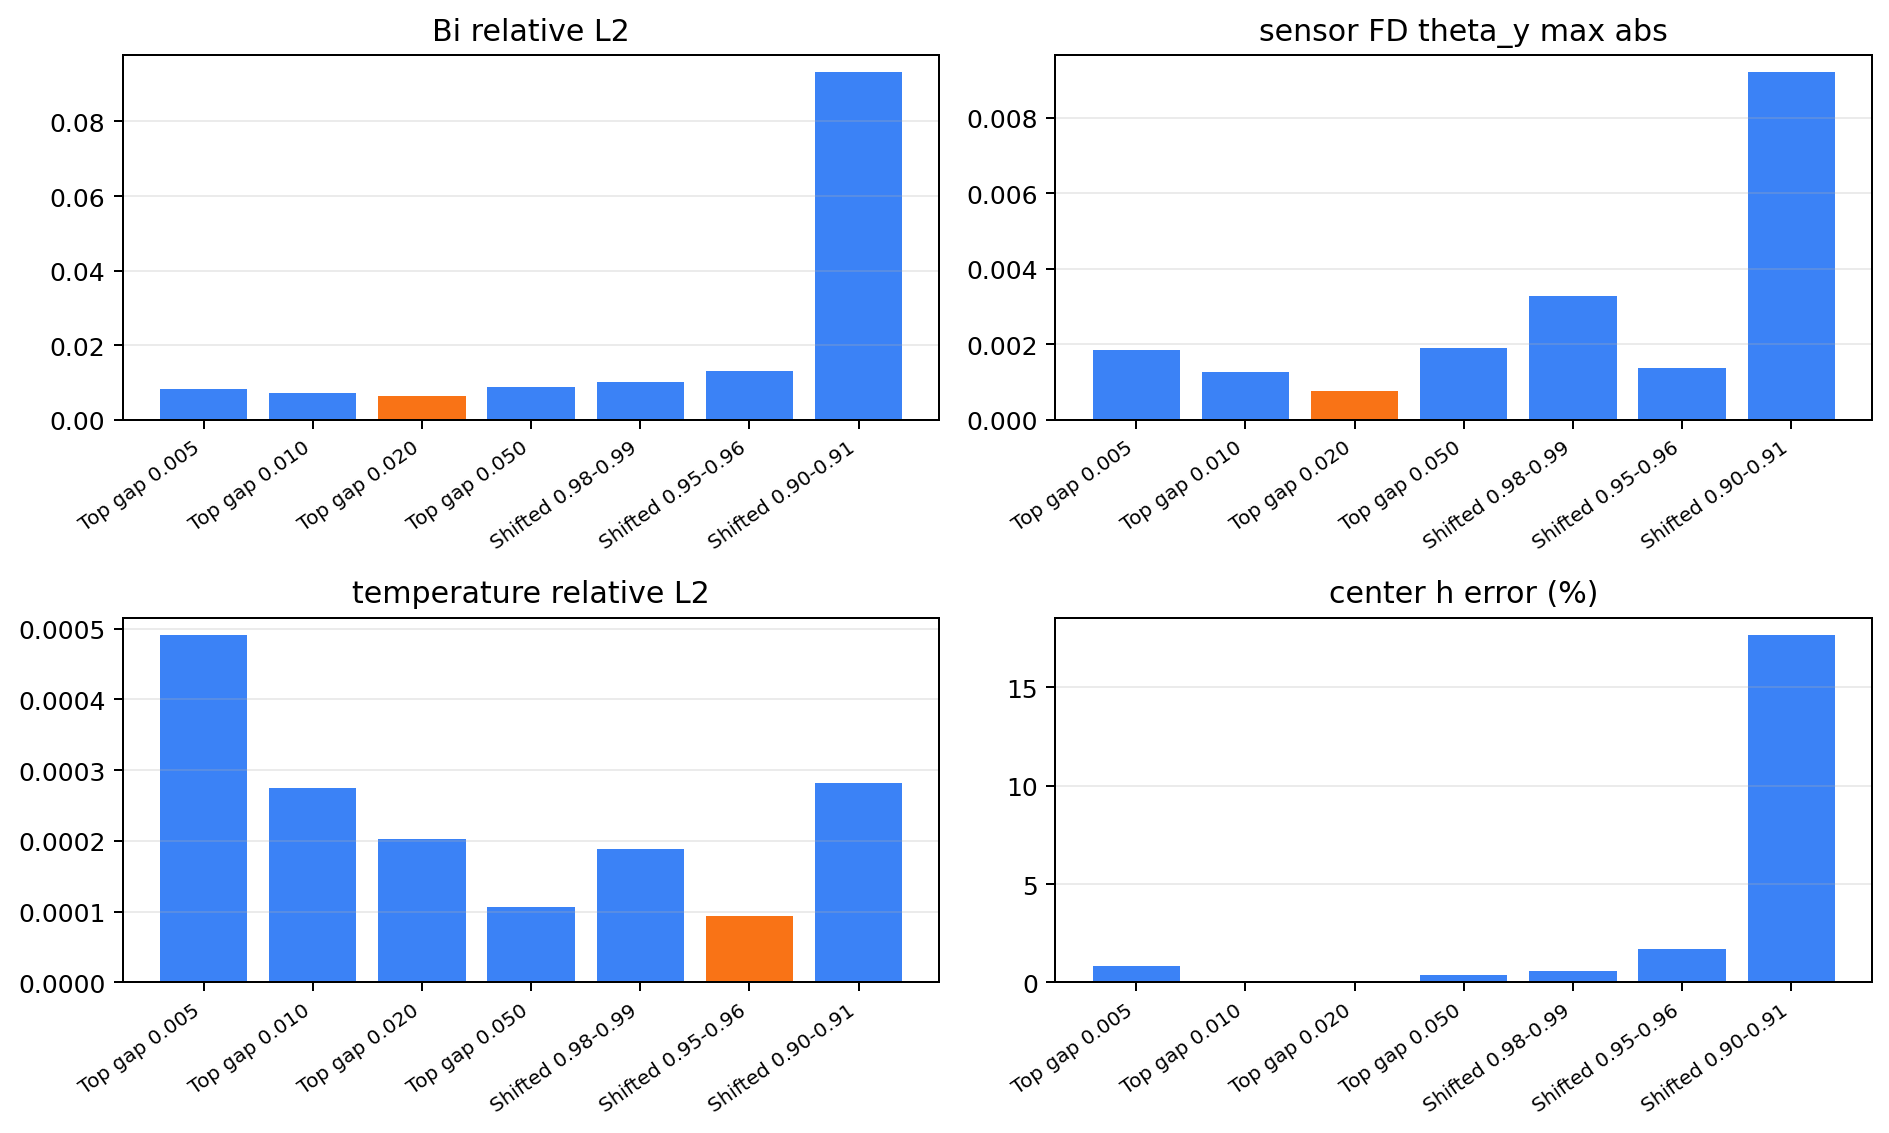 Bi relative L2
0.08
0.06
0.04
0.02
0.00
Top gap 0.005
Top gap 0.010
Top gap 0.020
Top gap 0.050
Shifted 0.98-0.99
Shifted 0.95-0.96
Shifted 0.90-0.91
sensor FD theta_y max abs
0.008
0.006
0.004
0.002
0.000
Top gap 0.005
Top gap 0.010
Top gap 0.020
Top gap 0.050
Shifted 0.98-0.99
Shifted 0.95-0.96
Shifted 0.90-0.91
temperature relative L2
0.0005
0.0004
0.0003
0.0002
0.0001
0.0000
Top gap 0.005
Top gap 0.010
Top gap 0.020
Top gap 0.050
Shifted 0.98-0.99
Shifted 0.95-0.96
Shifted 0.90-0.91
center h error (%)
15
10
5
0
Top gap 0.005
Top gap 0.010
Top gap 0.020
Top gap 0.050
Shifted 0.98-0.99
Shifted 0.95-0.96
Shifted 0.90-0.91